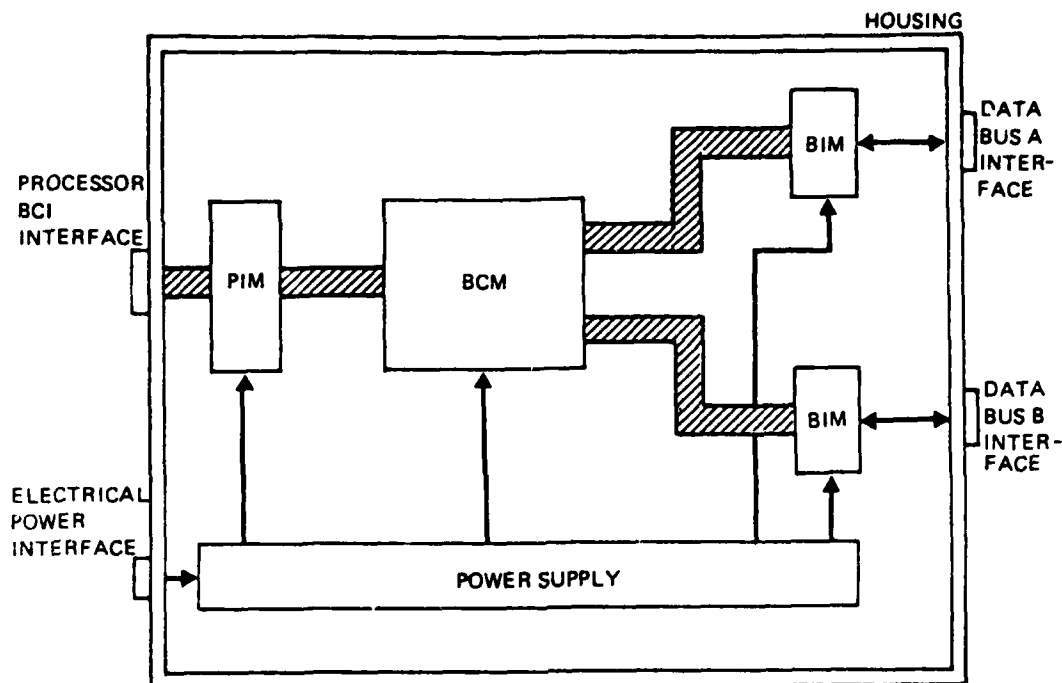 HOUSING
DATA
BUS A
INTER-
FACE
BIM
PROCESSOR
BCI
INTERFACE
PIM
BCM
DATA
BUS B
INTER-
FACE
BIM
ELECTRICAL
POWER
INTERFACE
POWER SUPPLY